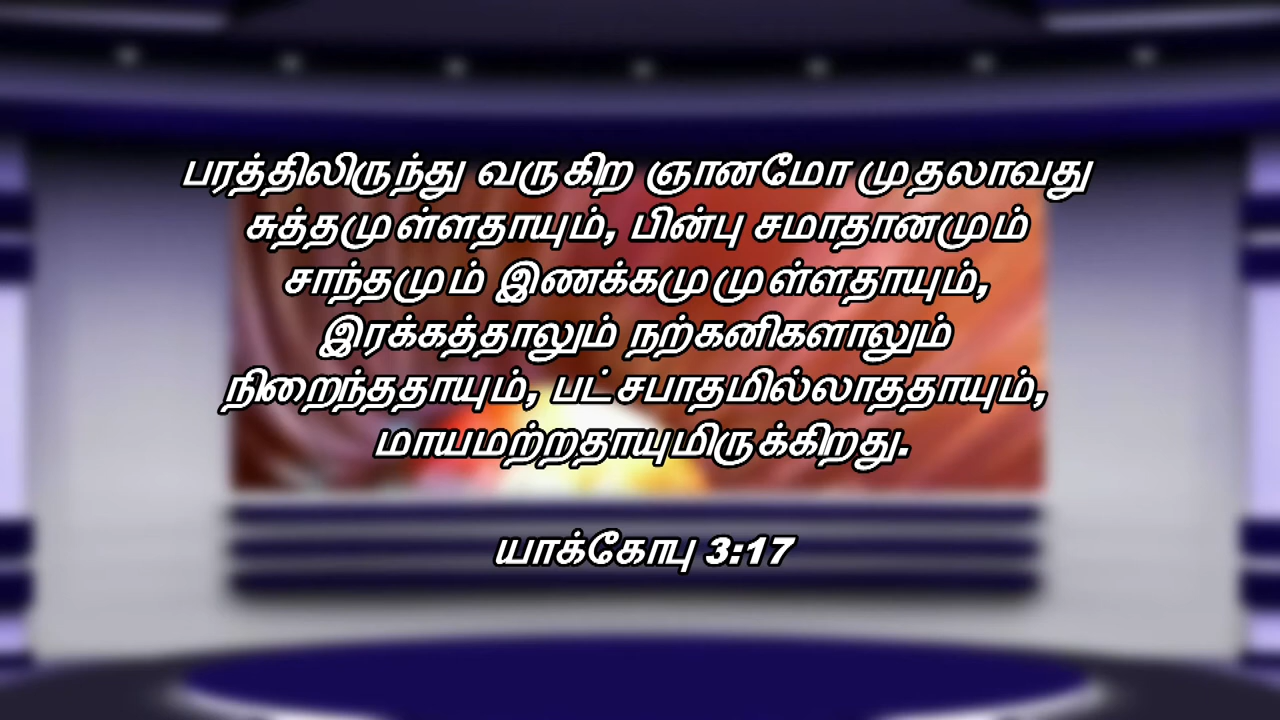 பரத்திலிருந்து வருகிற ஞானமோ முதலாவது
சுத்தமுள்ளதாயும், பின்பு சமாதானமும்
சாந்தமும் இணக்கமுமுள்ளதாயும்,
இரக்கத்தாலும் நற்கனிகளாலும்
நிறைந்ததாயும், பட்சபாதமில்லாததாயும்,
மாயமற்றதாயுமிருக்கிறது.
யாக்கோபு 3:17